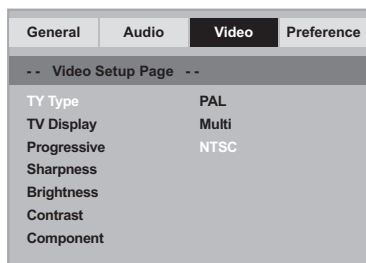 General Audio Video Preference
-- Video Setup Page --
TY Type PAL
TV Display Multi
Progressive NTSC
Sharpness
Brightness
Contrast
Component